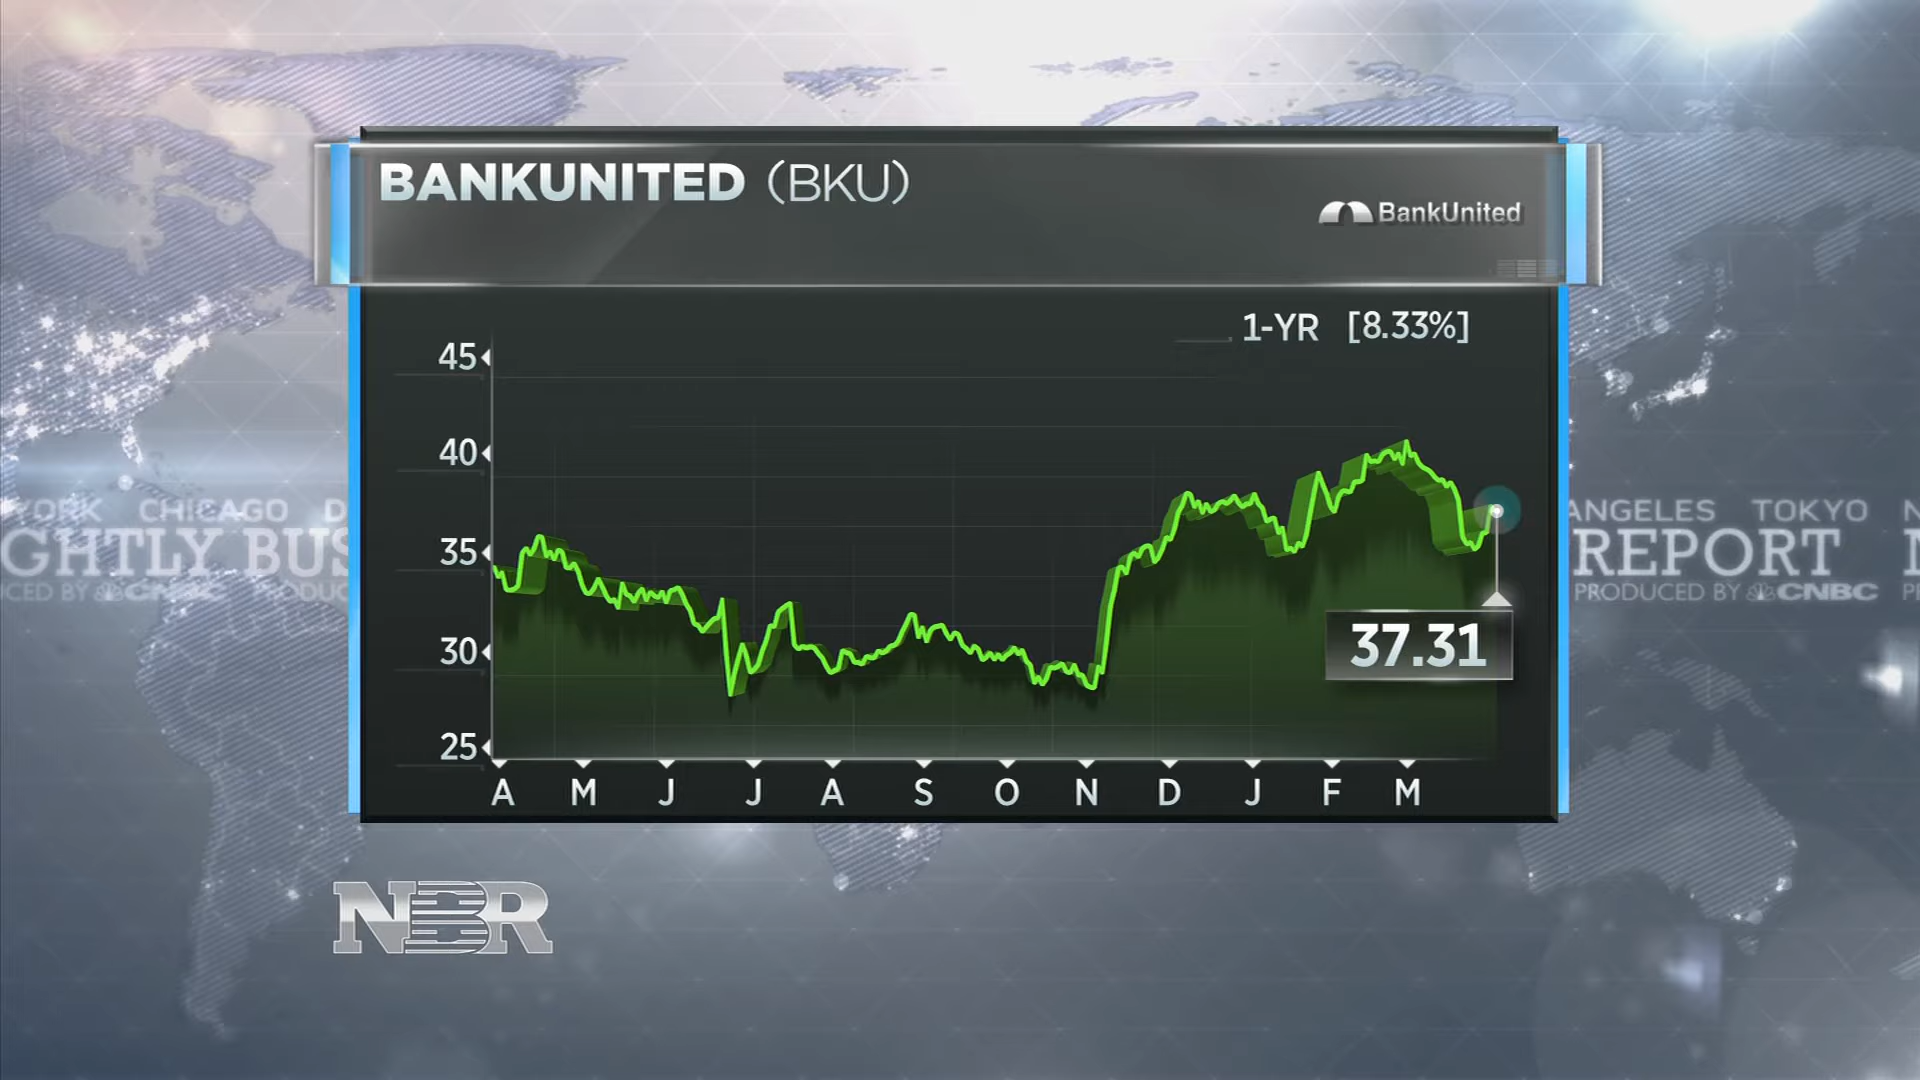 BANKUNITED (BKU)
BankUnited
1-YR [8.33%]
45
40
35
30
25
37.31
A M J J A S O N D J F M
YORK CHICAGO
ANGELES TOKYO
REPORT
PRODUCED BY CNBC
NBR